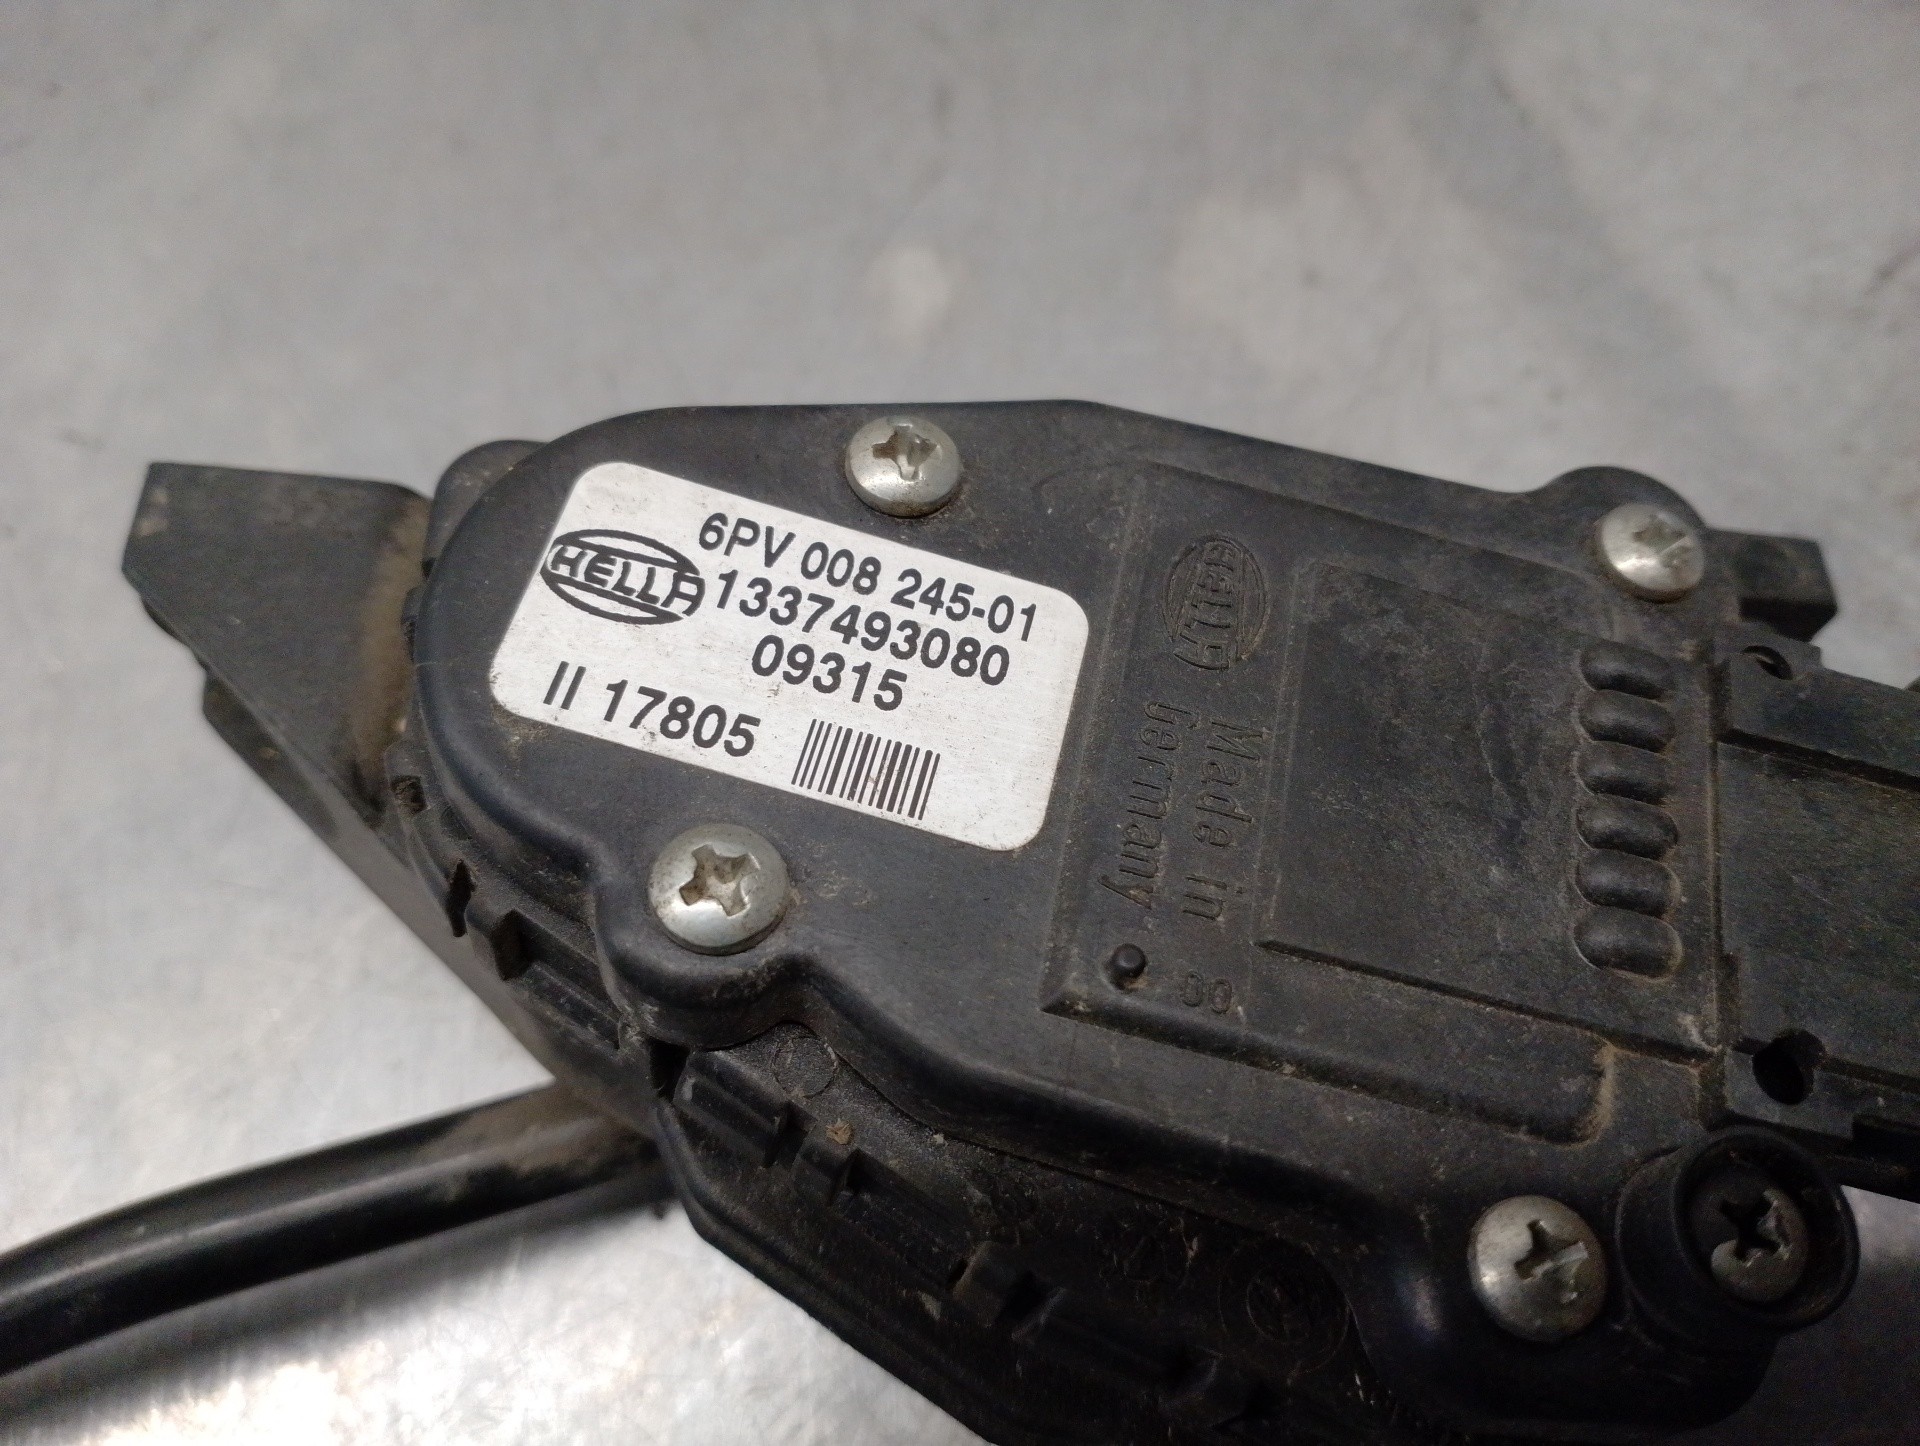 HELLA
6PV 008 245-01
1337493080
09315
II 17805
HELLA
Made in
Germany